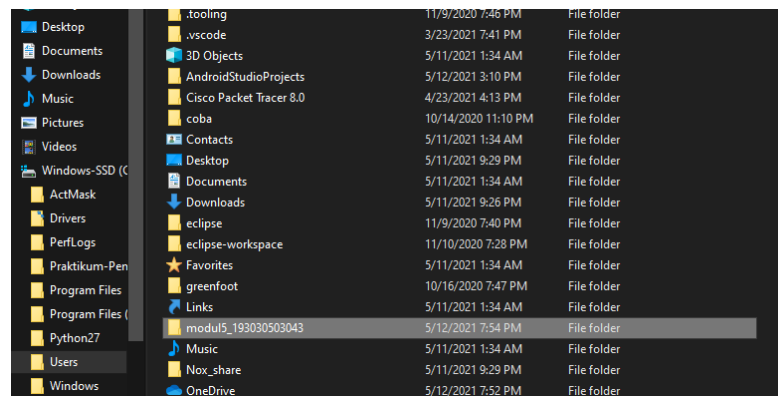 Desktop
Documents
Downloads
Music
Pictures
Videos
Windows-SSD (C
ActMask
Drivers
PerfLogs
Praktikum-Pen
Program Files
Program Files (
Python27
Users
Windows
.tooling 11/9/2020 7:46 PM File folder
.vscode 3/23/2021 7:41 PM File folder
3D Objects 5/11/2021 1:34 AM File folder
AndroidStudioProjects 5/12/2021 3:10 PM File folder
Cisco Packet Tracer 8.0 4/23/2021 4:13 PM File folder
coba 10/14/2020 11:10 PM File folder
Contacts 5/11/2021 1:34 AM File folder
Desktop 5/11/2021 9:29 PM File folder
Documents 5/11/2021 1:34 AM File folder
Downloads 5/11/2021 9:26 PM File folder
eclipse 11/9/2020 7:40 PM File folder
eclipse-workspace 11/10/2020 7:28 PM File folder
Favorites 5/11/2021 1:34 AM File folder
greenfoot 10/16/2020 7:47 PM File folder
Links 5/11/2021 1:34 AM File folder
modul5_193030503043 5/12/2021 7:54 PM File folder
Music 5/11/2021 1:34 AM File folder
Nox_share 5/11/2021 9:29 PM File folder
OneDrive 5/12/2021 7:52 PM File folder